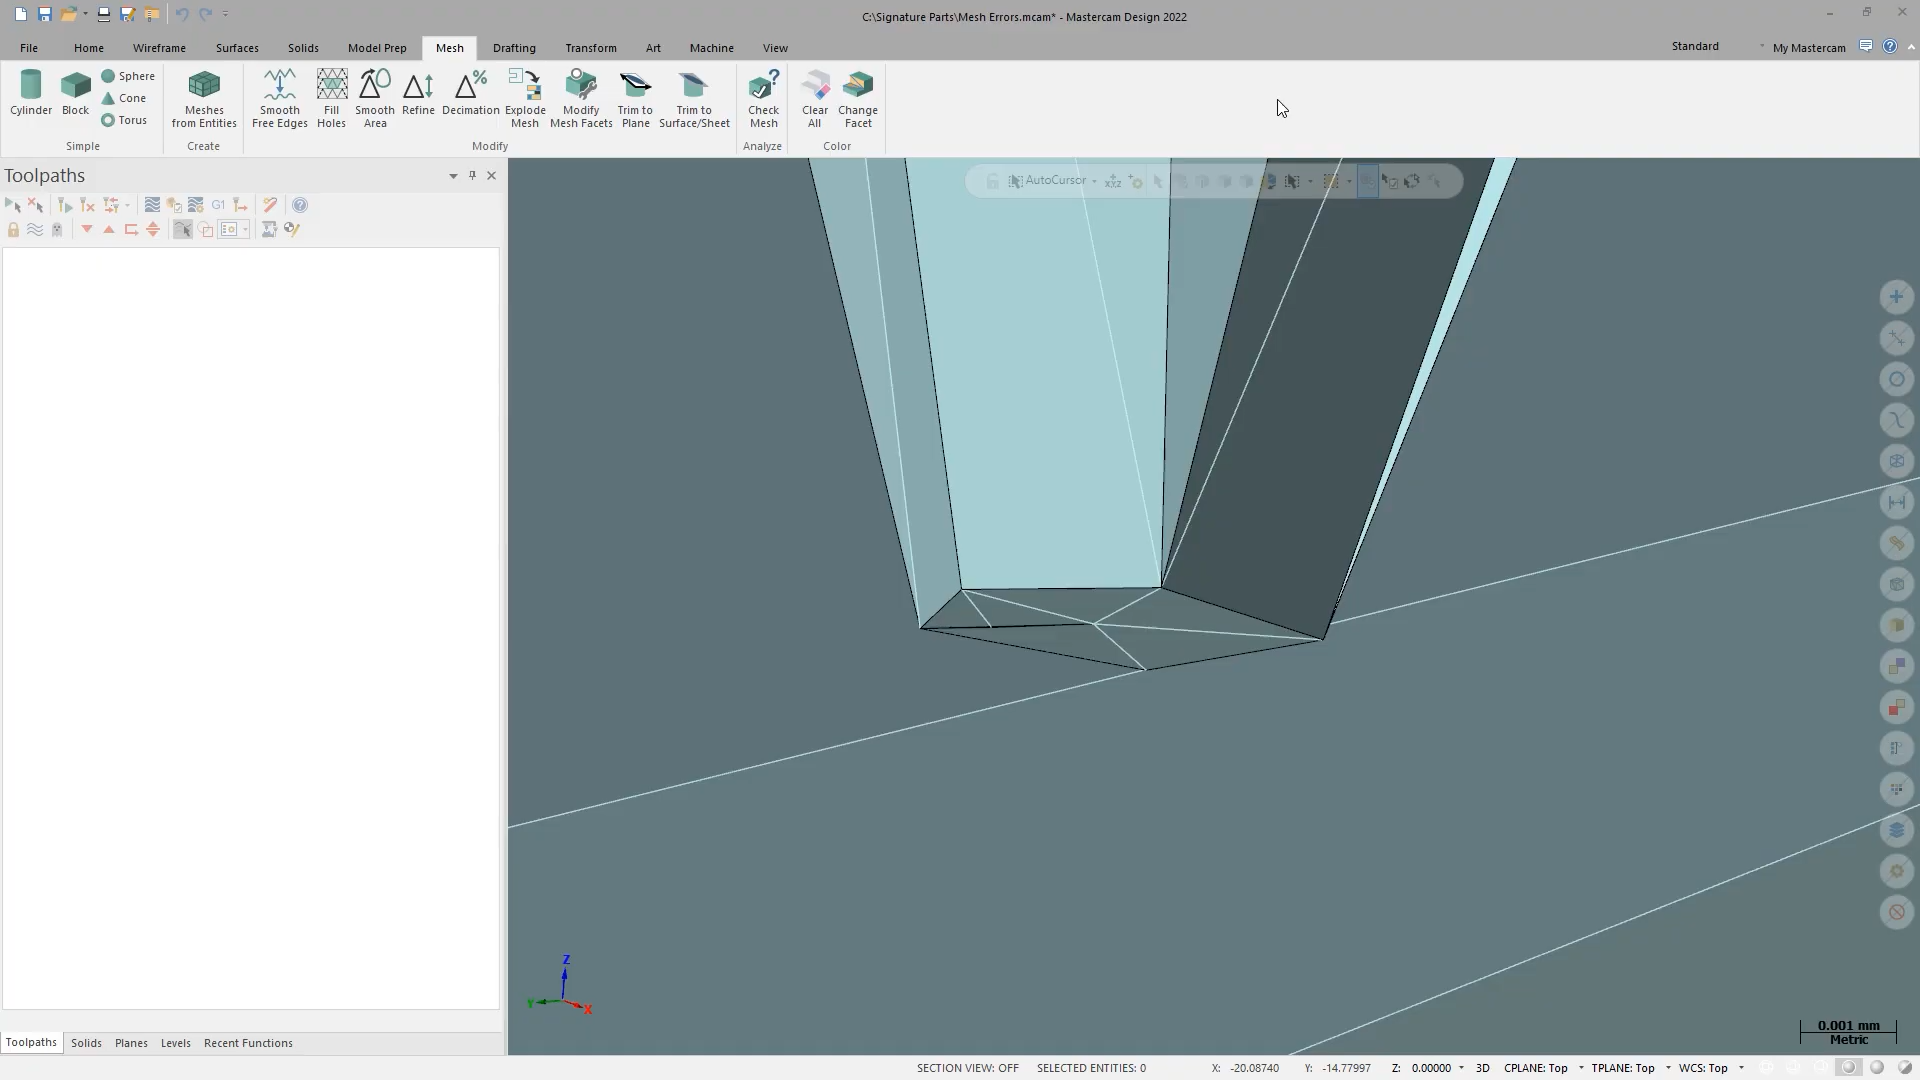 C:\Signature Parts\Mesh Errors.mcam* - Mastercam Design 2022
File Home Wireframe Surfaces Solids Model Prep Mesh Drafting Transform Art Machine View Standard My Mastercam
Cylinder Block Sphere Cone Torus
Simple
Meshes from Entities
Create
Smooth Free Edges Fill Holes Smooth Area Refine Decimation Explode Mesh Modify Mesh Facets Trim to Plane Trim to Surface/Sheet
Modify
Check Mesh
Analyze
Clear All Change Facet
Color
Toolpaths
AutoCursor
G1
Z
Y
X
0.001 mm
Metric
Toolpaths Solids Planes Levels Recent Functions
SECTION VIEW: OFF SELECTED ENTITIES: 0 X: -20.08740 Y: -14.77997 Z: 0.00000 3D CPLANE: Top TPLANE: Top WCS: Top